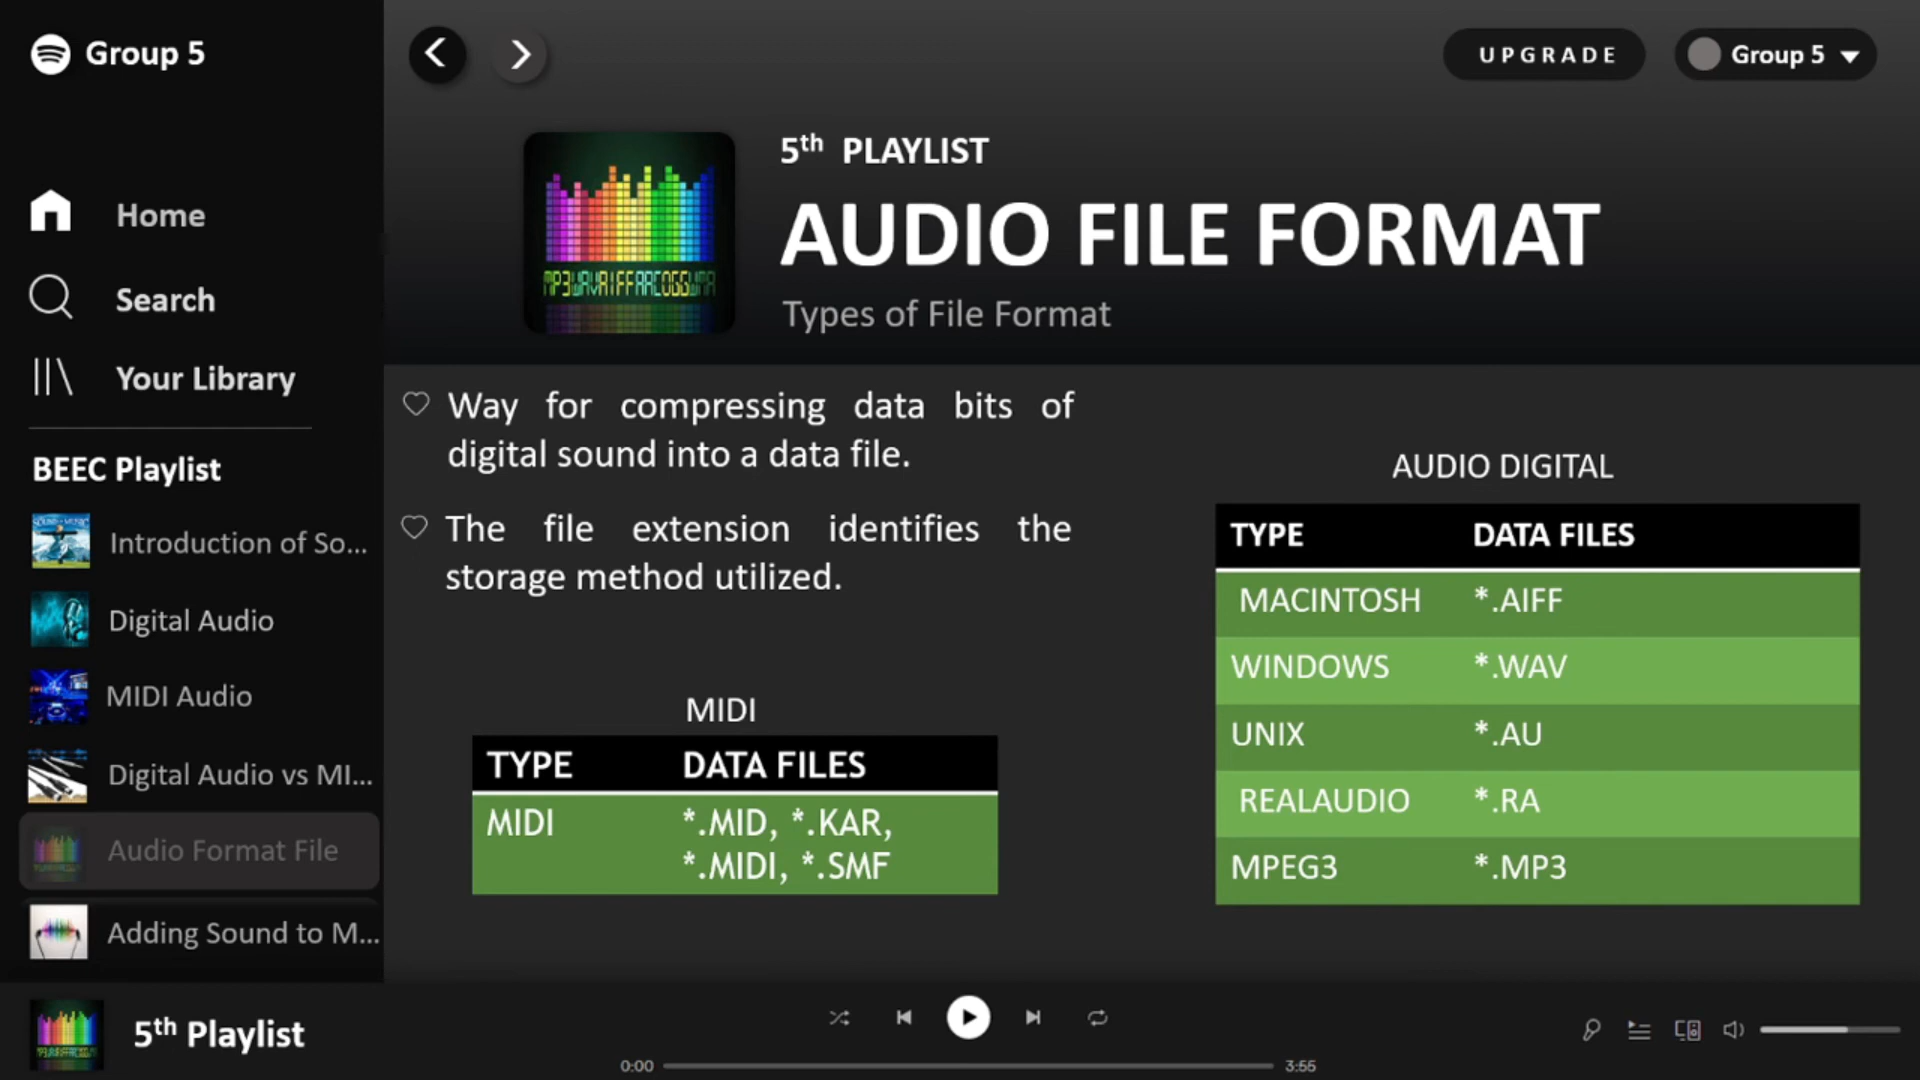 Group 5
Home
Search
Your Library
BEEC Playlist
Introduction of So...
Digital Audio
MIDI Audio
Digital Audio vs MI...
Audio Format File
Adding Sound to M...
UPGRADE
Group 5
5th PLAYLIST
AUDIO FILE FORMAT
Types of File Format
MP3WAVAIFFAACOGGWMA
Way for compressing data bits of
digital sound into a data file.
The file extension identifies the
storage method utilized.
MIDI
TYPE DATA FILES
MIDI *.MID, *.KAR,
*.MIDI, *.SMF
AUDIO DIGITAL
TYPE DATA FILES
MACINTOSH *.AIFF
WINDOWS *.WAV
UNIX *.AU
REALAUDIO *.RA
MPEG3 *.MP3
5th Playlist
0:00
3:55